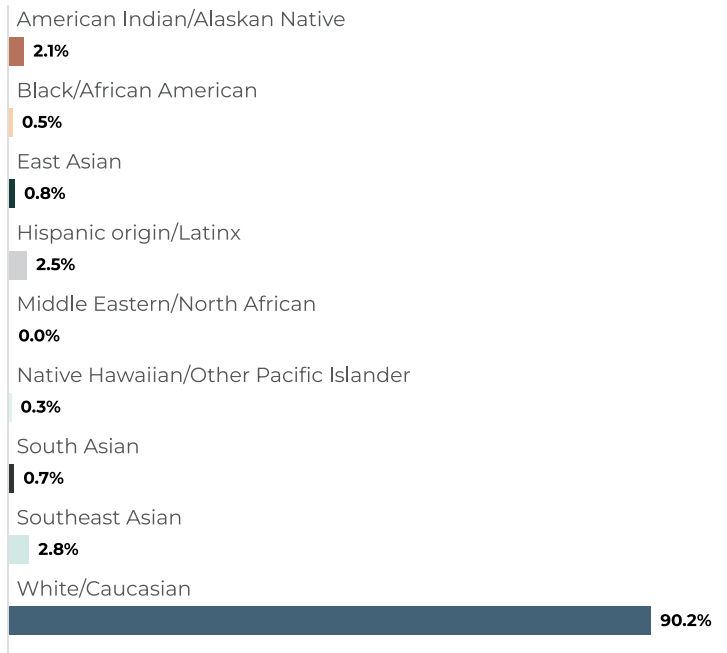 American Indian/Alaskan Native
2.1%
Black/African American
0.5%
East Asian
0.8%
Hispanic origin/Latinx
2.5%
Middle Eastern/North African
0.0%
Native Hawaiian/Other Pacific Islander
0.3%
South Asian
0.7%
Southeast Asian
2.8%
White/Caucasian
90.2%